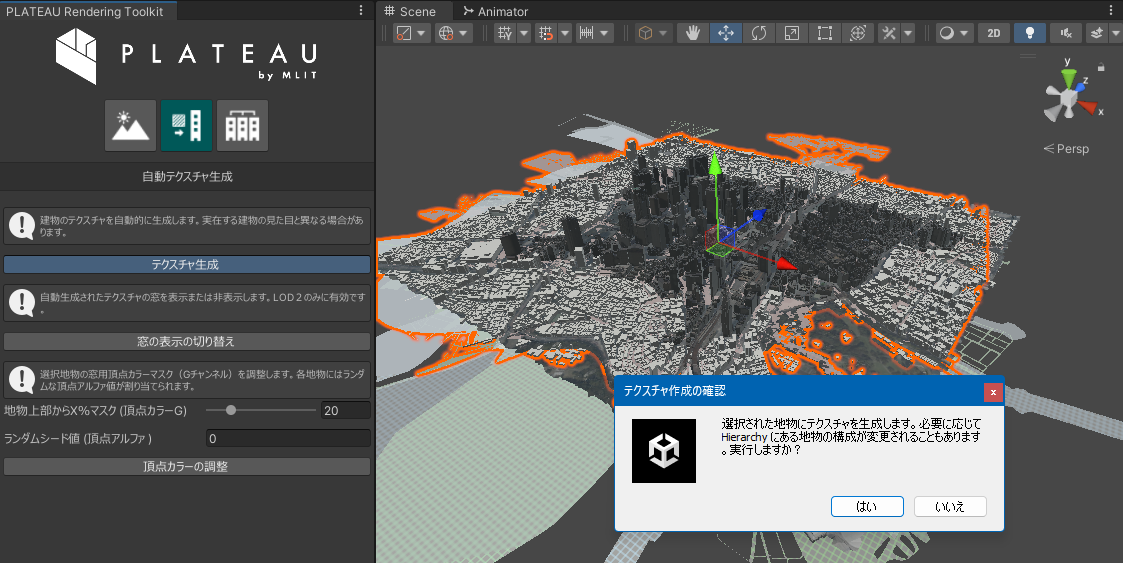 PLATEAU Rendering Toolkit
PLATEAU
by MLIT
自動テクスチャ生成
建物のテクスチャを自動的に生成します。実在する建物の見た目と異なる場合があ
ります。
テクスチャ生成
自動生成されたテクスチャの窓を表示または非表示します。LOD２のみに有効です
。
窓の表示の切り替え
選択地物の窓用頂点カラーマスク（Gチャンネル）を調整します。各地物にはランダ
ムな頂点アルファ値が割り当てられます。
地物上部からX%マスク (頂点カラーG)
20
ランダムシード値 (頂点アルファ)
0
頂点カラーの調整
Scene
Animator
2D
y
z
x
Persp
テクスチャ作成の確認
x
選択された地物にテクスチャを生成します。必要に応じて
Hierarchy にある地物の構成が変更されることもあります
。実行しますか？
はい
いいえ